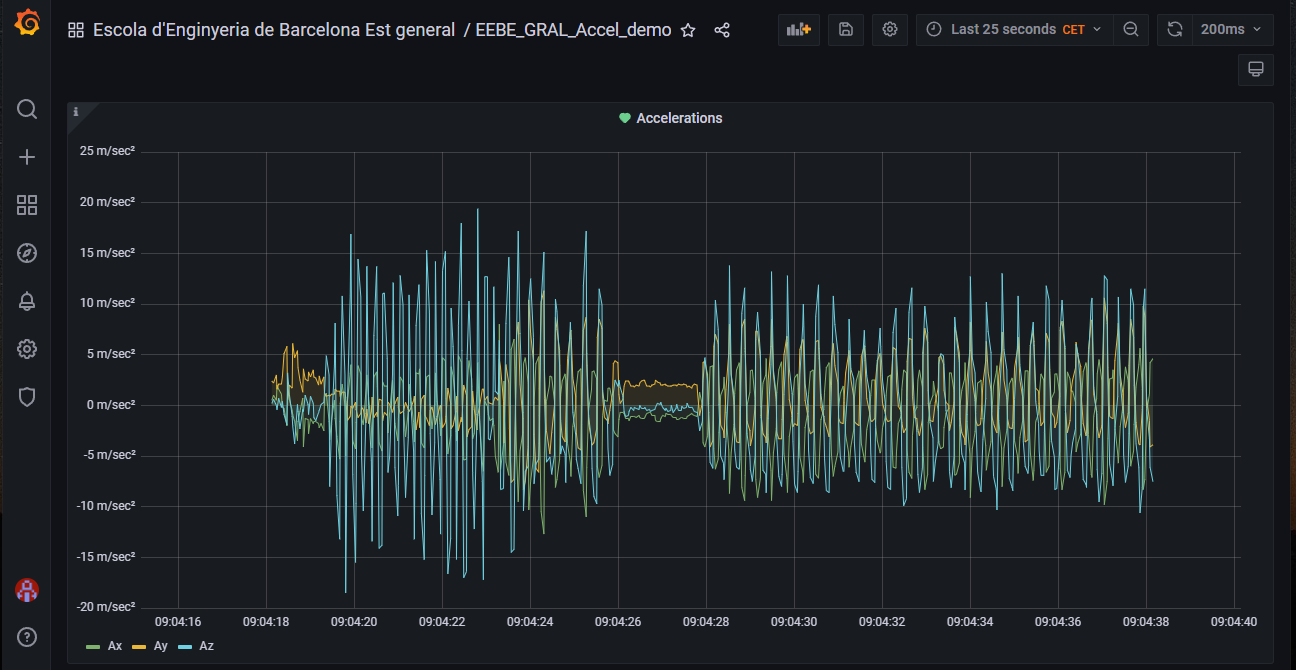 Escola d'Enginyeria de Barcelona Est general / EEBE_GRAL_Accel_demo
Last 25 seconds CET
200ms
i
Accelerations
25 m/sec²
20 m/sec²
15 m/sec²
10 m/sec²
5 m/sec²
0 m/sec²
-5 m/sec²
-10 m/sec²
-15 m/sec²
-20 m/sec²
09:04:16 09:04:18 09:04:20 09:04:22 09:04:24 09:04:26 09:04:28 09:04:30 09:04:32 09:04:34 09:04:36 09:04:38 09:04:40
Ax Ay Az